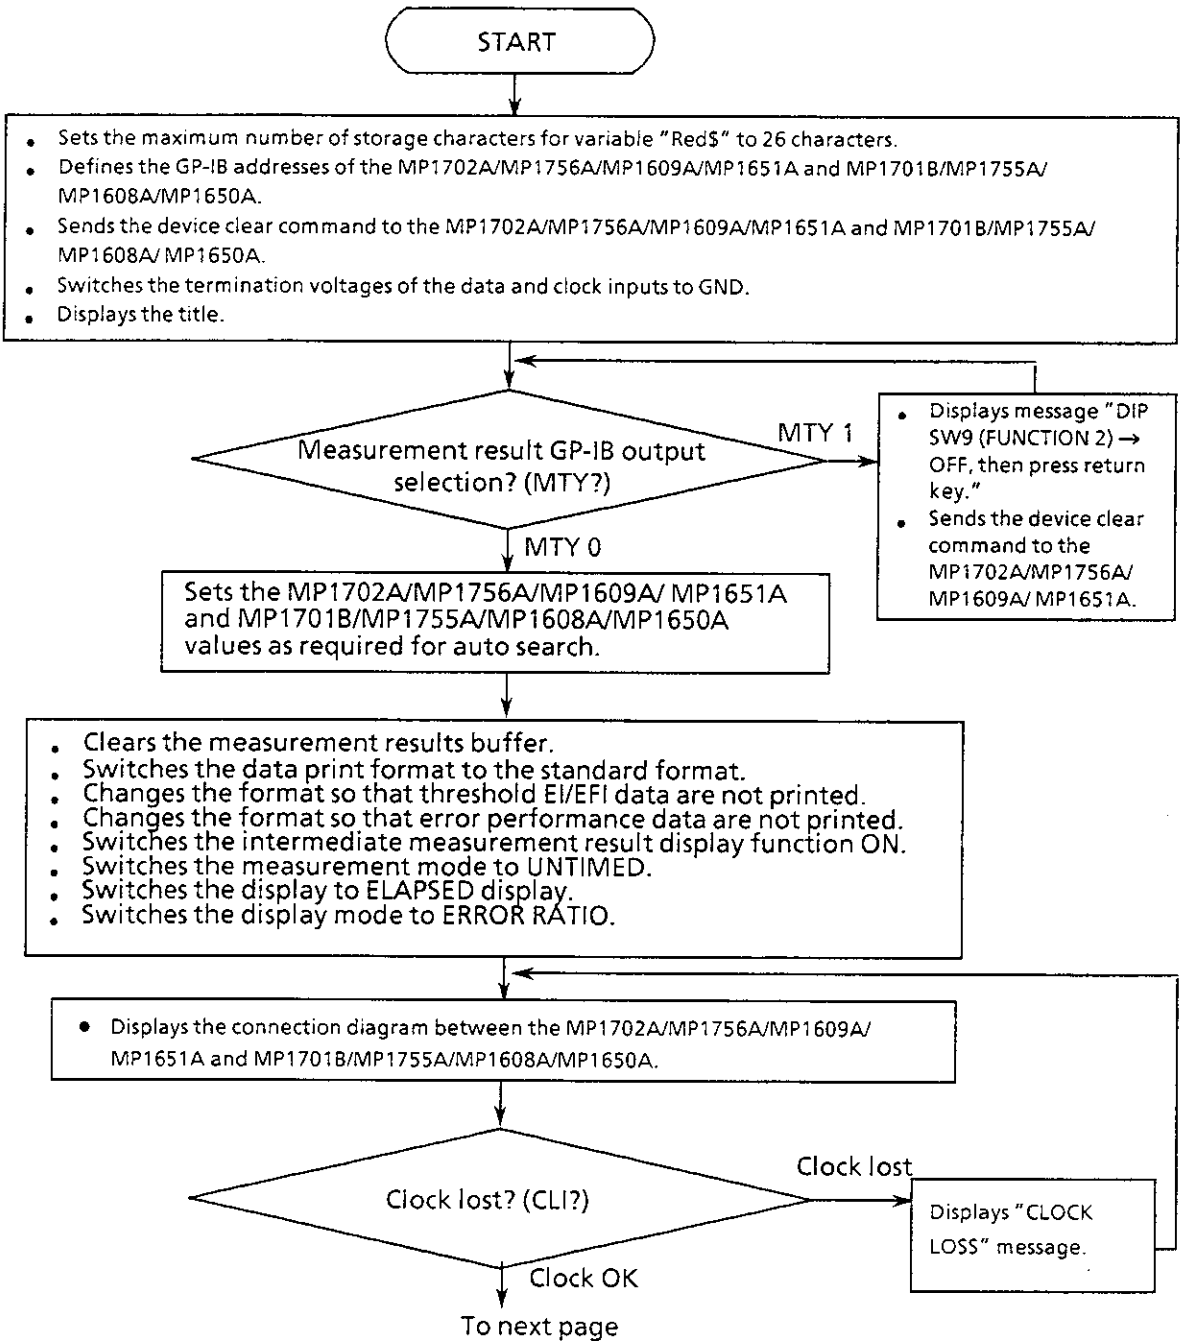 START
• Sets the maximum number of storage characters for variable "Red$" to 26 characters.
• Defines the GP-IB addresses of the MP1702A/MP1756A/MP1609A/MP1651A and MP1701B/MP1755A/
MP1608A/MP1650A.
• Sends the device clear command to the MP1702A/MP1756A/MP1609A/MP1651A and MP1701B/MP1755A/
MP1608A/ MP1650A.
• Switches the termination voltages of the data and clock inputs to GND.
• Displays the title.
Measurement result GP-IB output
selection? (MTY?)
MTY 1
• Displays message "DIP
SW9 (FUNCTION 2) →
OFF, then press return
key."
• Sends the device clear
command to the
MP1702A/MP1756A/
MP1609A/ MP1651A.
MTY 0
Sets the MP1702A/MP1756A/MP1609A/ MP1651A
and MP1701B/MP1755A/MP1608A/MP1650A
values as required for auto search.
• Clears the measurement results buffer.
• Switches the data print format to the standard format.
• Changes the format so that threshold EI/EFI data are not printed.
• Changes the format so that error performance data are not printed.
• Switches the intermediate measurement result display function ON.
• Switches the measurement mode to UNTIMED.
• Switches the display to ELAPSED display.
• Switches the display mode to ERROR RATIO.
• Displays the connection diagram between the MP1702A/MP1756A/MP1609A/
MP1651A and MP1701B/MP1755A/MP1608A/MP1650A.
Clock lost? (CLI?)
Clock lost
Displays "CLOCK
LOSS" message.
Clock OK
To next page